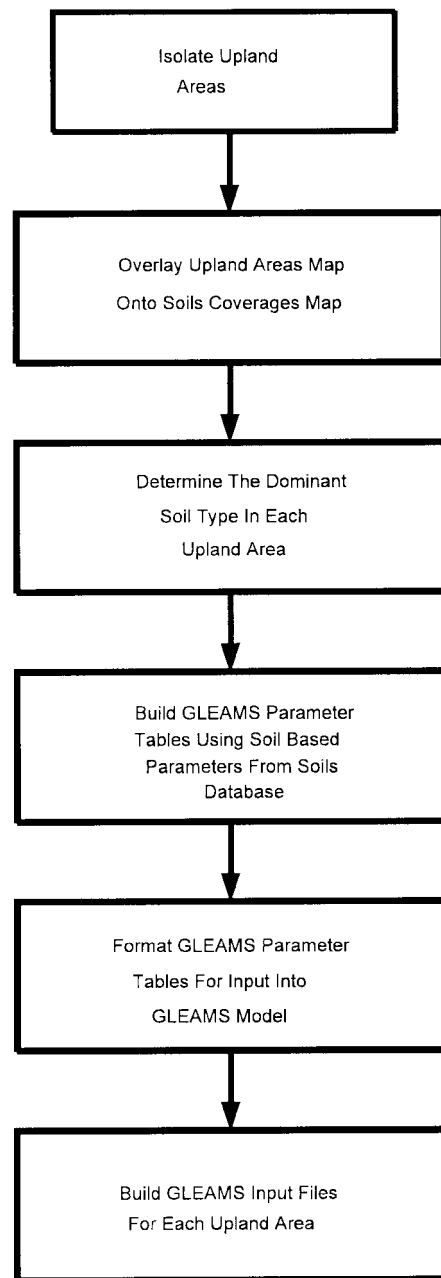 Isolate Upland
Areas
Overlay Upland Areas Map
Onto Soils Coverages Map
Determine The Dominant
Soil Type In Each
Upland Area
Build GLEAMS Parameter
Tables Using Soil Based
Parameters From Soils
Database
Format GLEAMS Parameter
Tables For Input Into
GLEAMS Model
Build GLEAMS Input Files
For Each Upland Area